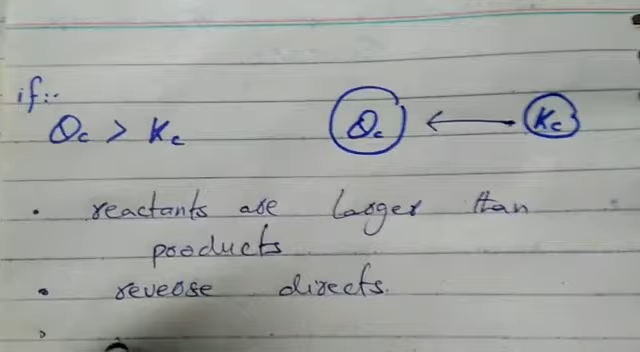 if:-
Qc > Kc Qc ← Kc
• reactants are larger than
products
• reverse directs.
•